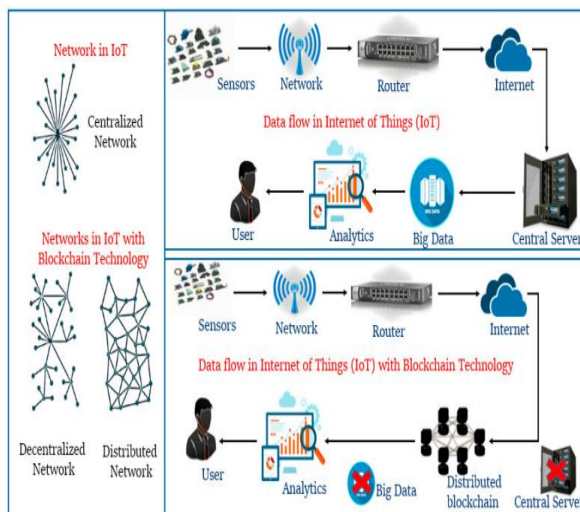 Network in IoT
Centralized
Network
Networks in IoT with
Blockchain Technology
Decentralized
Network
Distributed
Network
Sensors
Network
Router
Internet
Data flow in Internet of Things (IoT)
User
Analytics
Big Data
Central Server
BIG DATA
Sensors
Network
Router
Internet
Data flow in Internet of Things (IoT) with Blockchain Technology
User
Analytics
Big Data
Distributed
blockchain
Central Server